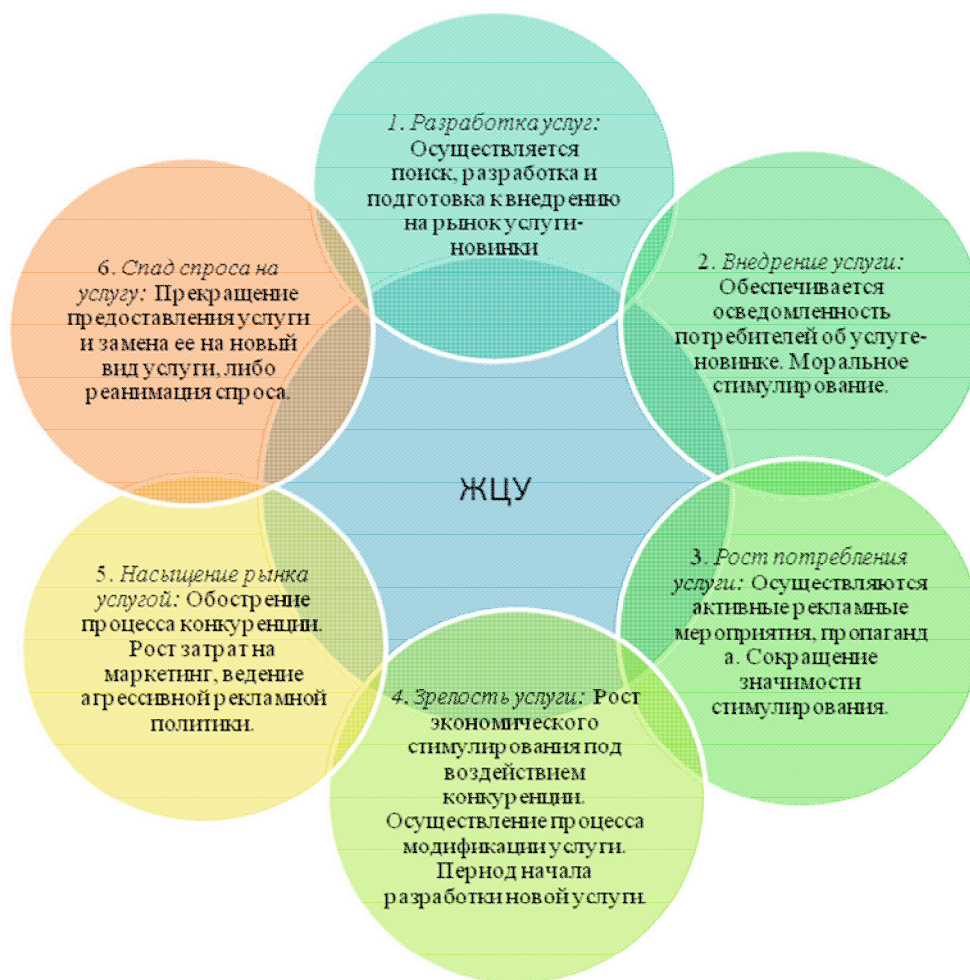 1. Разработка услуг:
Осуществляется
поиск, разработка и
подготовка к внедрению
на рынок услуги-
новинки
2. Внедрение услуги:
Обеспечивается
осведомленность
потребителей об услуге-
новинке. Моральное
стимулирование.
3. Рост потребления
услуги: Осуществляются
активные рекламные
мероприятия, пропаганд
а. Сокращение
значимости
стимулирования.
4. Зрелость услуги: Рост
экономического
стимулирования под
воздействием
конкуренции.
Осуществление процесса
модификации услуги.
Период начала
разработки новой услуги.
5. Насыщение рынка
услугой: Обострение
процесса конкуренции.
Рост затрат на
маркетинг, ведение
агрессивной рекламной
политики.
6. Спад спроса на
услугу: Прекращение
предоставления услуги
и замена ее на новый
вид услуги, либо
реанимация спроса.
ЖЦУ